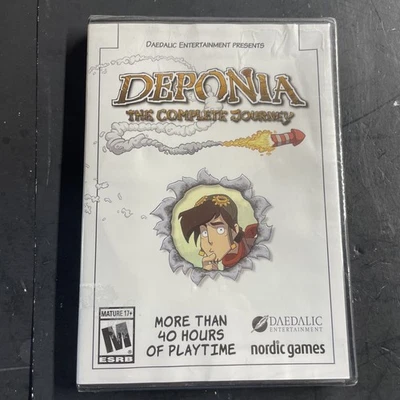 DAEDALIC ENTERTAINMENT PRESENTS
DEPONIA
THE COMPLETE JOURNEY
MATURE 17+
M
ESRB
MORE THAN
40 HOURS
OF PLAYTIME
DAEDALIC
ENTERTAINMENT
nordic games